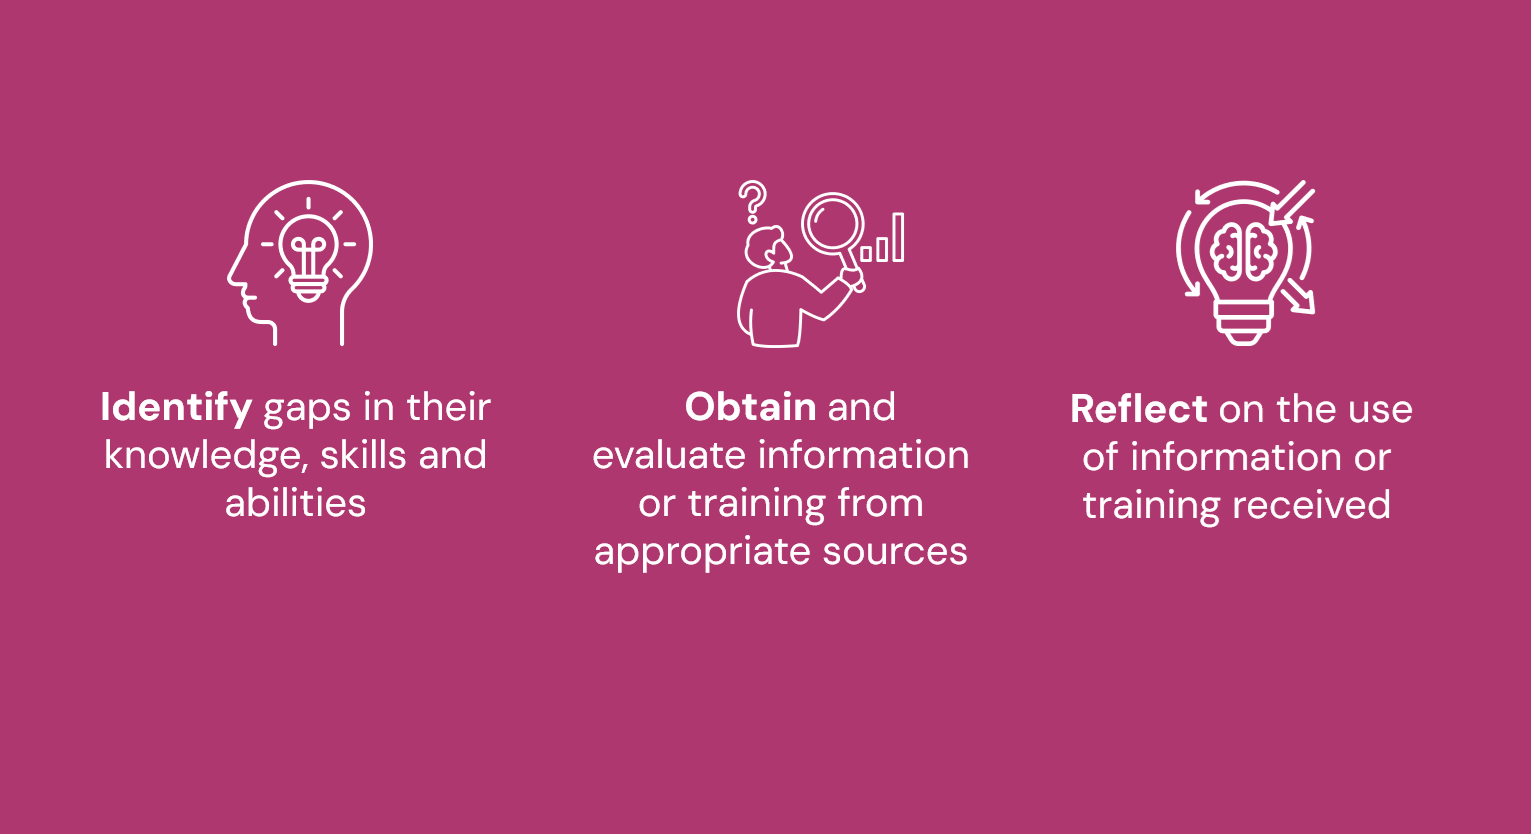 Identify gaps in their
knowledge, skills and
abilities
Obtain and
evaluate information
or training from
appropriate sources
Reflect on the use
of information or
training received